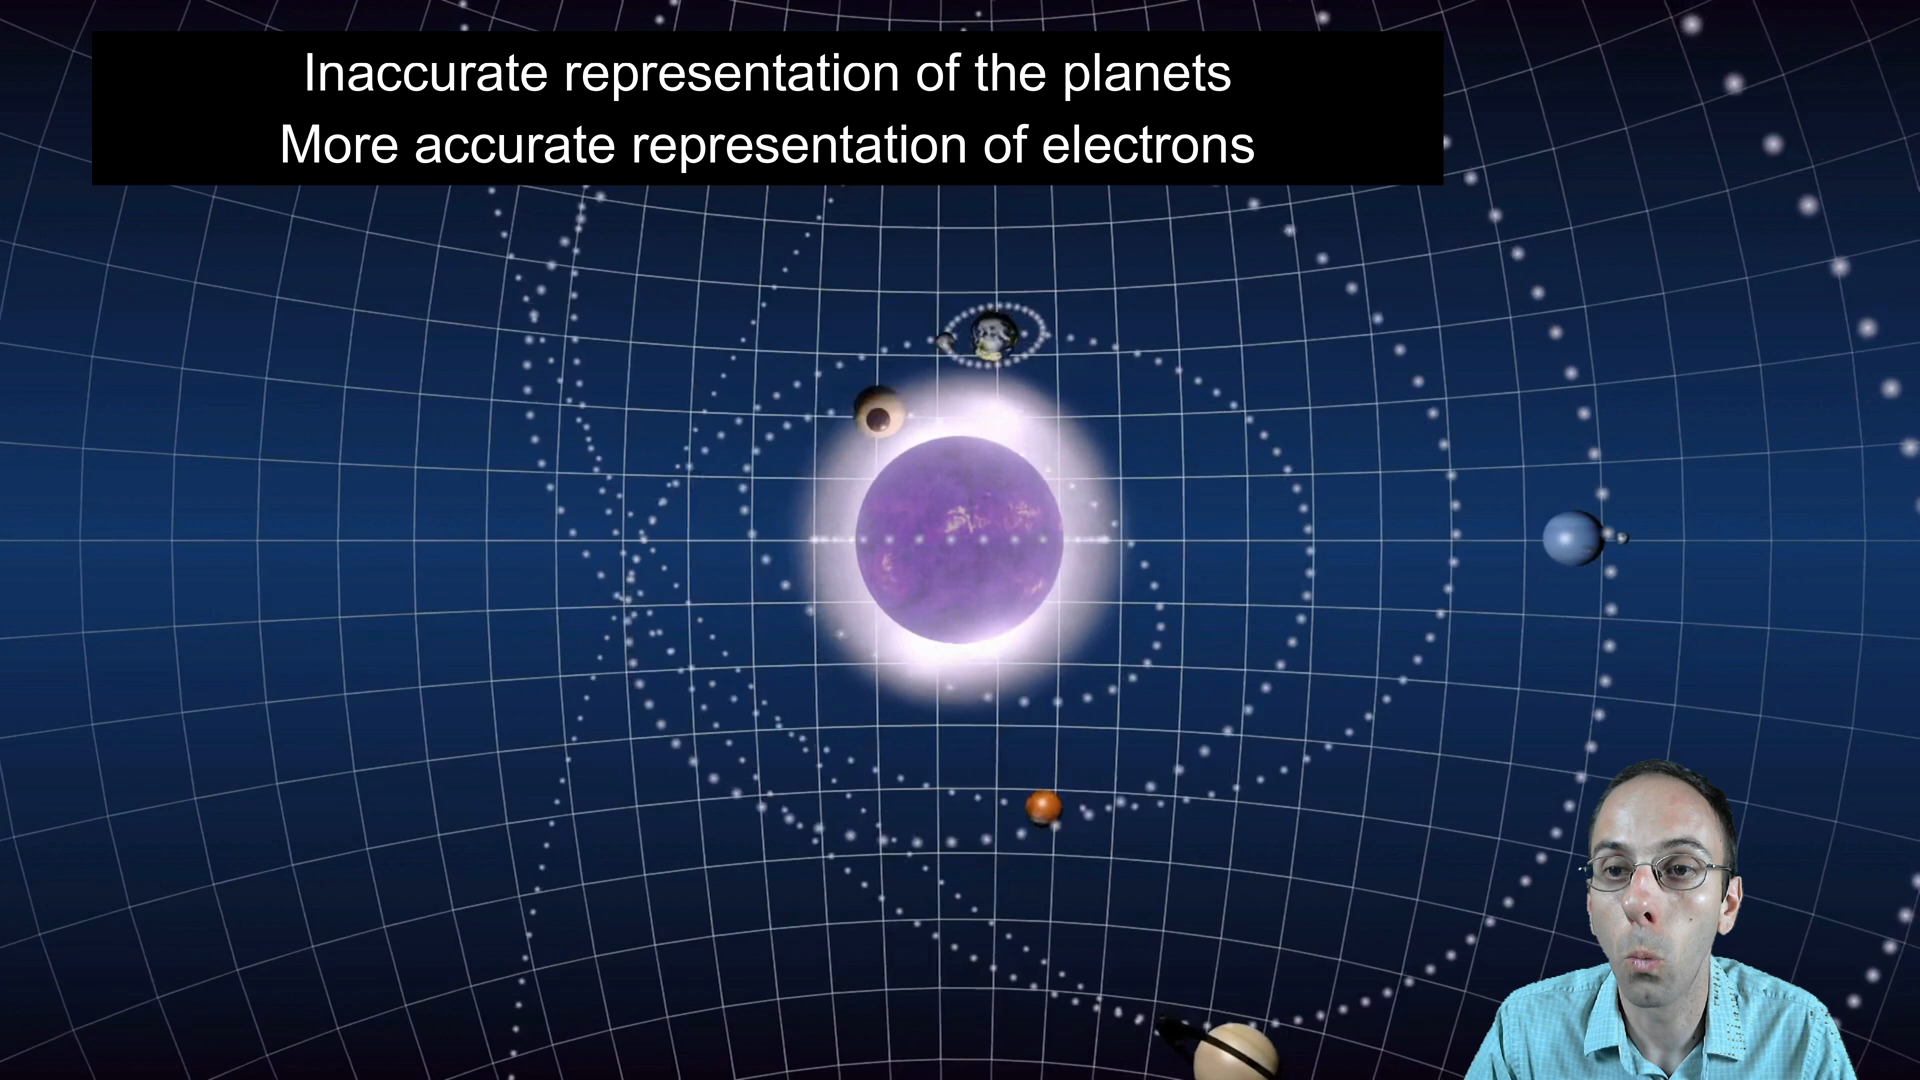 Inaccurate representation of the planets
More accurate representation of electrons